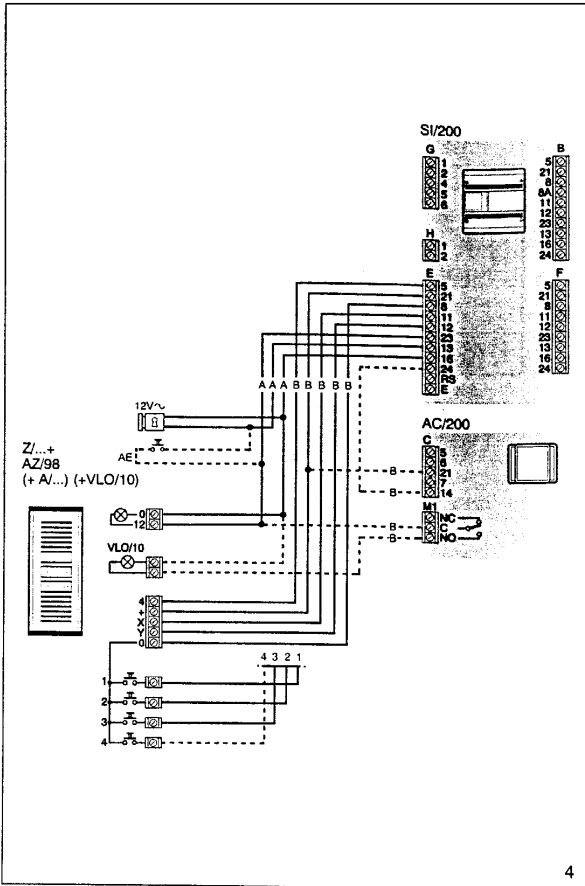 SI/200
G
1
2
4
5
6
B
5
21
8
8A
11
12
23
13
16
24
H
1
2
E
5
21
8
11
12
23
13
16
24
RS
E
F
5
21
8
11
12
23
13
16
24
A A A B B B B B
12V~
AE
Z/...+
AZ/98
(+ A/...) (+VLO/10)
AC/200
C
5
6
21
7
14
B
B
M1
NC
C
NO
B
B
0
12
VLO/10
4
+
X
Y
0
4 3 2 1
1
2
3
4
4